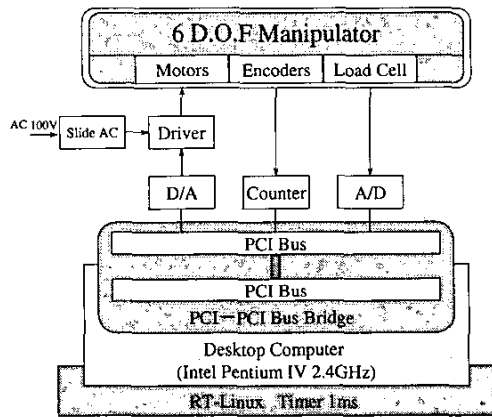 6 D.O.F Manipulator
Motors Encoders Load Cell
AC 100V Slide AC Driver
D/A Counter A/D
PCI Bus
PCI Bus
PCI－PCI Bus Bridge
Desktop Computer
(Intel Pentium IV 2.4GHz)
RT-Linux Timer 1ms